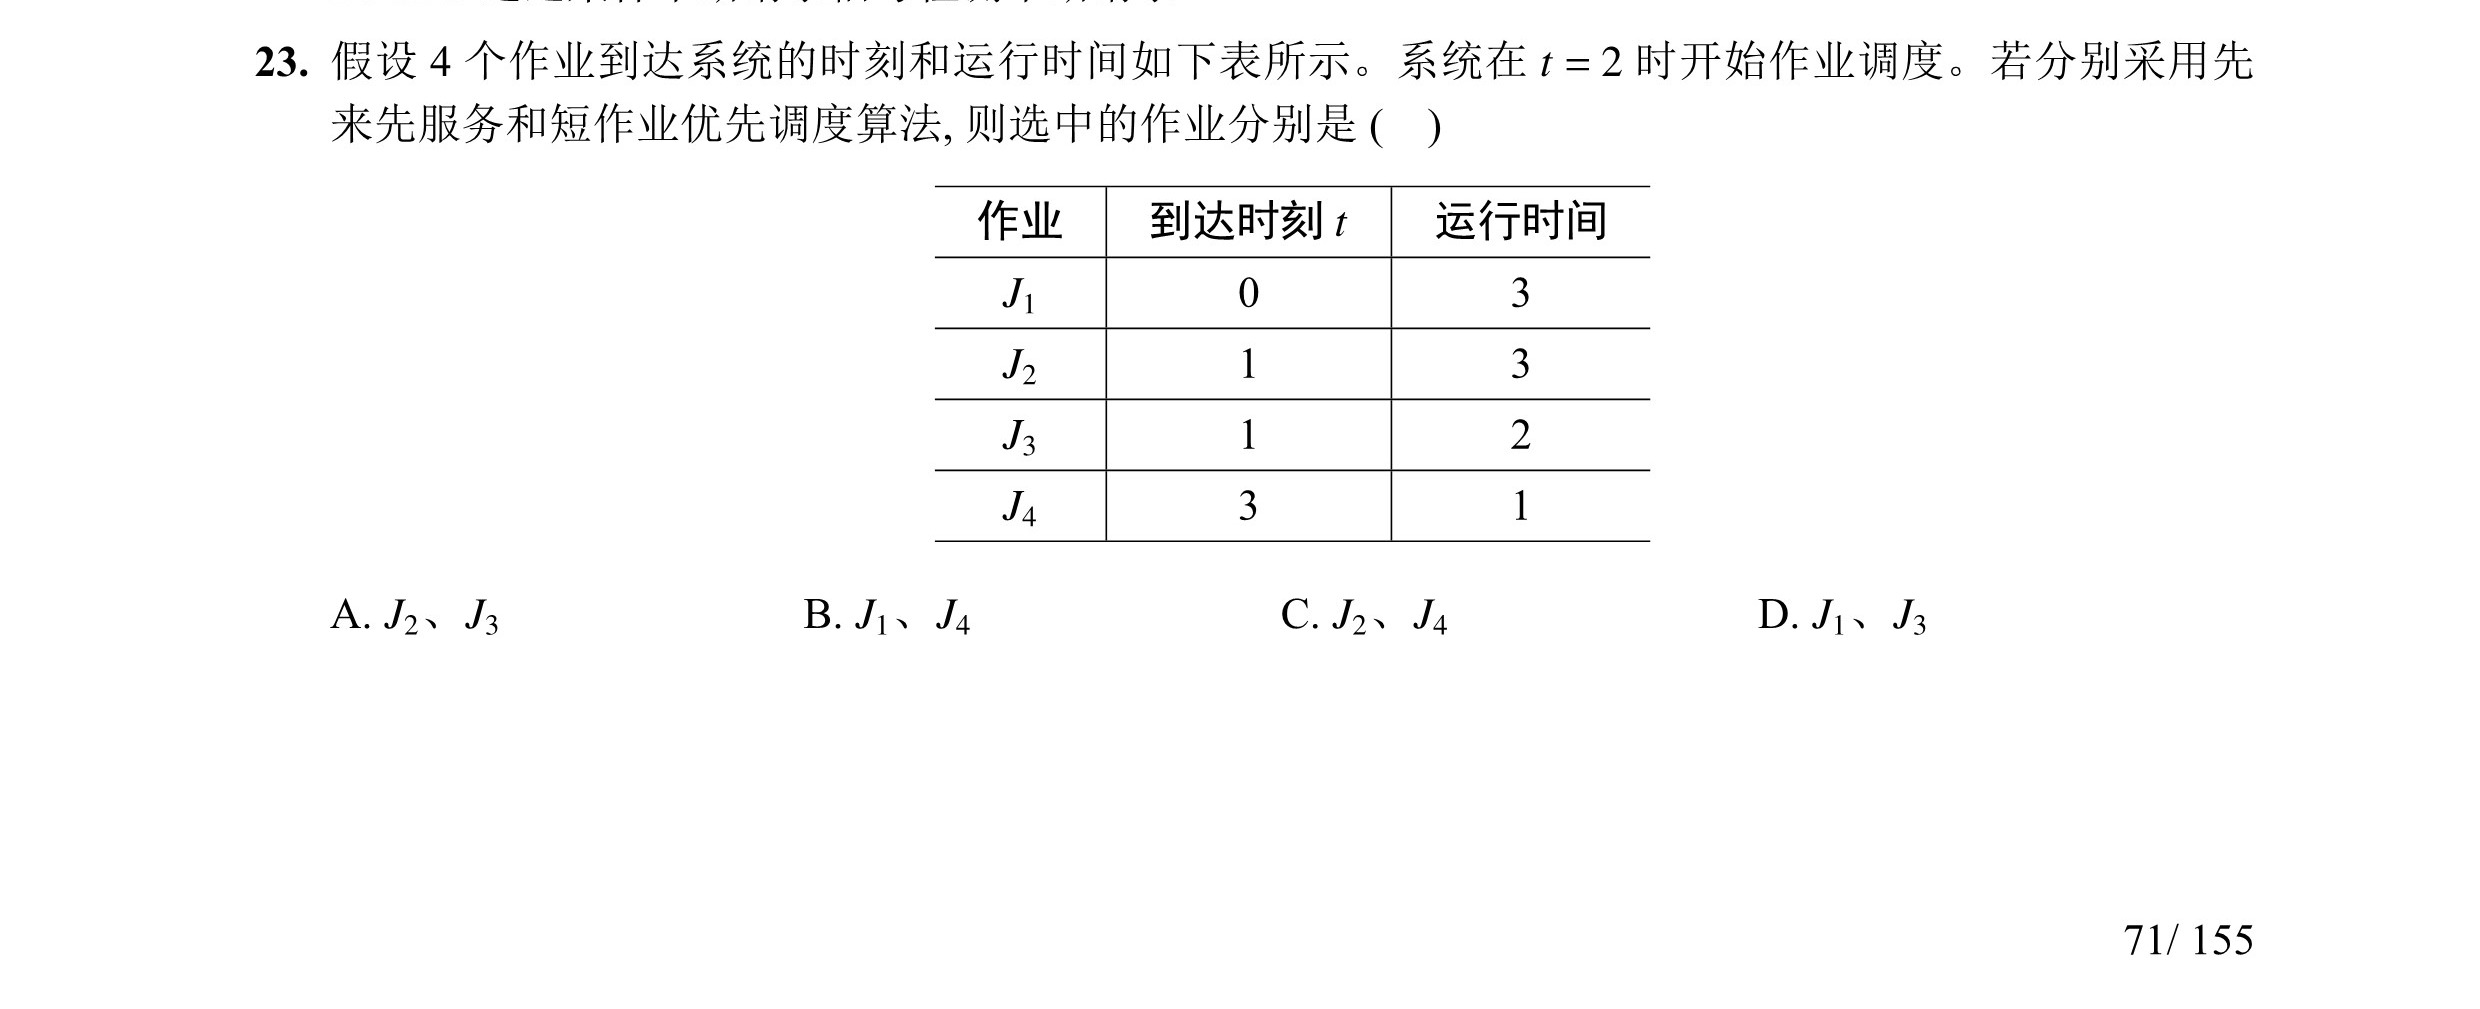 23. 假设 4 个作业到达系统的时刻和运行时间如下表所示。系统在 t = 2 时开始作业调度。若分别采用先
来先服务和短作业优先调度算法, 则选中的作业分别是 ( )
作业 到达时刻 t 运行时间
J1 0 3
J2 1 3
J3 1 2
J4 3 1
A. J2、J3 B. J1、J4 C. J2、J4 D. J1、J3
71/ 155